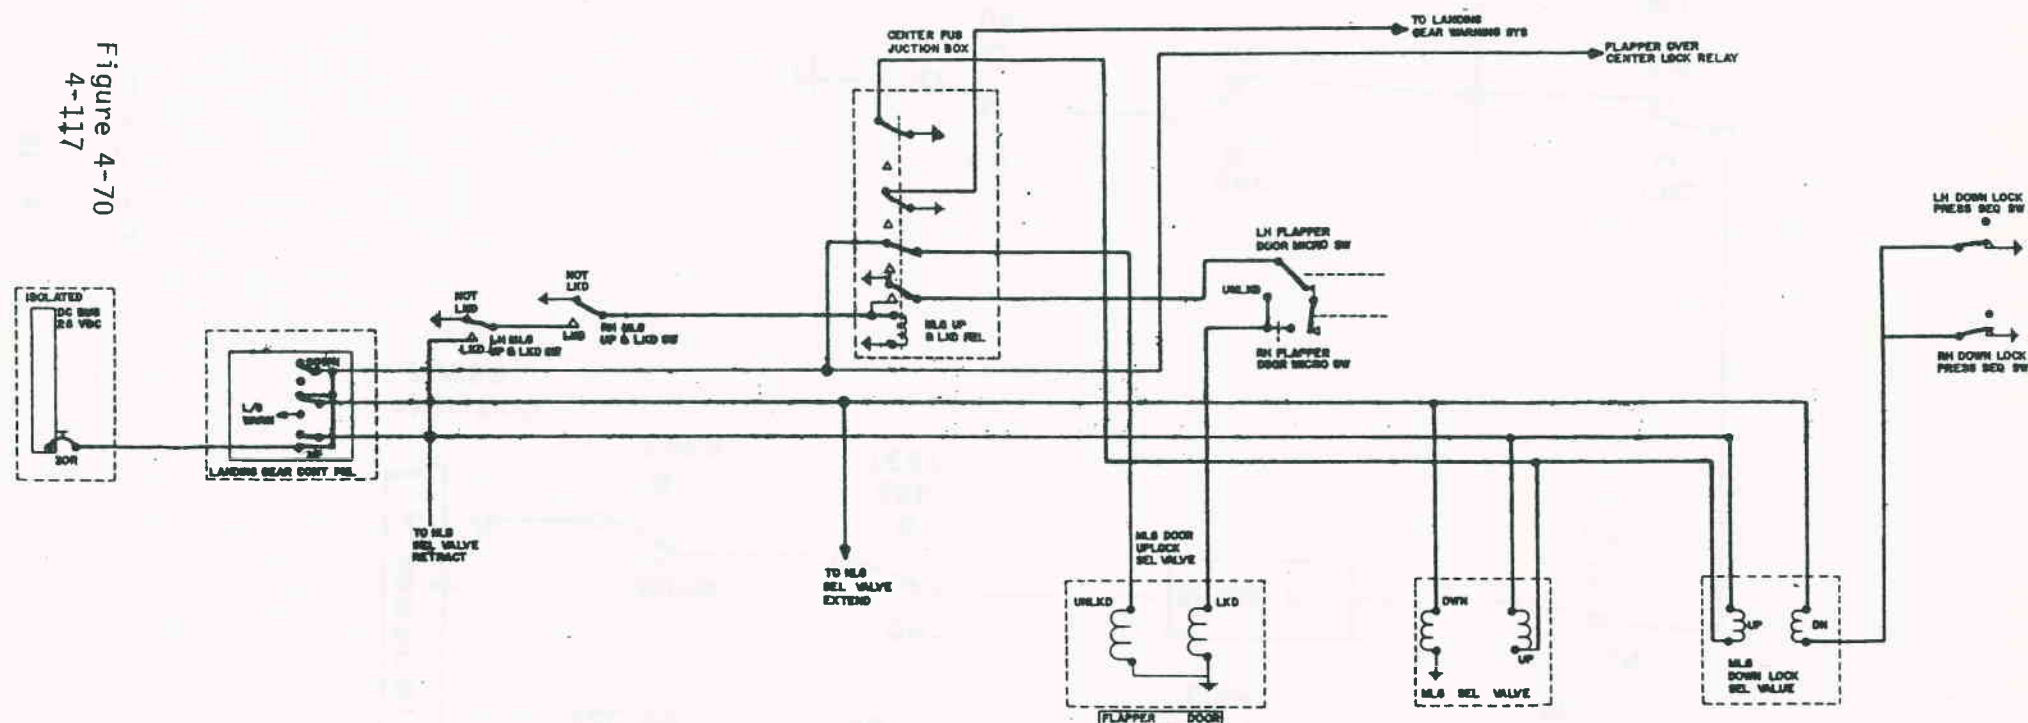 Figure 4-70
4-117
CENTER FUS
JUCTION BOX
TO LANDING
GEAR WARNING SYS
FLAPPER OVER
CENTER LOCK RELAY
LH DOWN LOCK
PRESS SEQ SW
LH FLAPPER
DOOR MICRO SW
UNLKD
RH FLAPPER
DOOR MICRO SW
RH DOWN LOCK
PRESS SEQ SW
ISOLATED
DC BUS
28 VDC
20R
NOT
LKD
NOT
LKD
LKD
LKD
LH MLG
UP & LKD SW
RH MLG
UP & LKD SW
MLG UP
& LKD REL
DOWN
L/G
WARN
UP
LANDING GEAR CONT PNL
TO NLG
SEL VALVE
RETRACT
TO NLG
SEL VALVE
EXTEND
MLG DOOR
UPLOCK
SEL VALVE
UNLKD
LKD
FLAPPER DOOR
DWN
UP
MLG SEL VALVE
UP
DN
MLG
DOWN LOCK
SEL VALUE